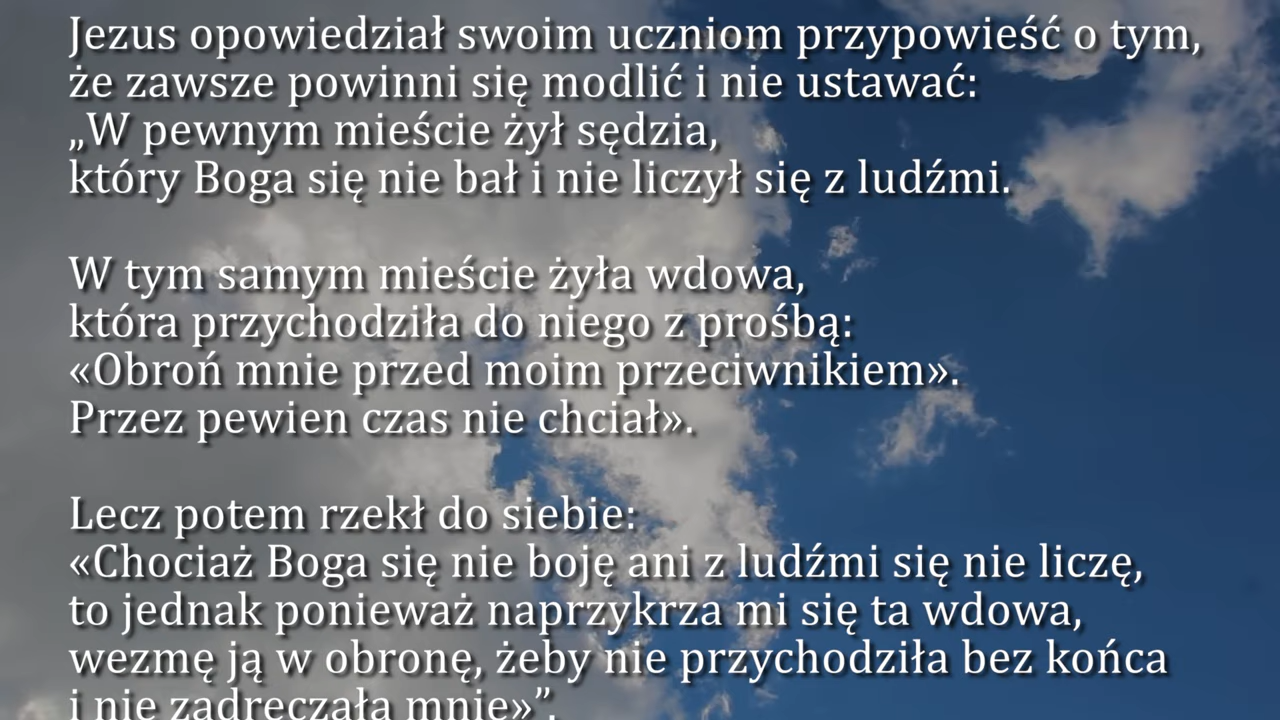 Jezus opowiedział swoim uczniom przypowieść o tym,
że zawsze powinni się modlić i nie ustawać:
„W pewnym mieście żył sędzia,
który Boga się nie bał i nie liczył się z ludźmi.
W tym samym mieście żyła wdowa,
która przychodziła do niego z prośbą:
«Obroń mnie przed moim przeciwnikiem».
Przez pewien czas nie chciał».
Lecz potem rzekł do siebie:
«Chociaż Boga się nie boję ani z ludźmi się nie liczę,
to jednak ponieważ naprzykrza mi się ta wdowa,
wezmę ją w obronę, żeby nie przychodziła bez końca
i nie zadręczała mnie»”.